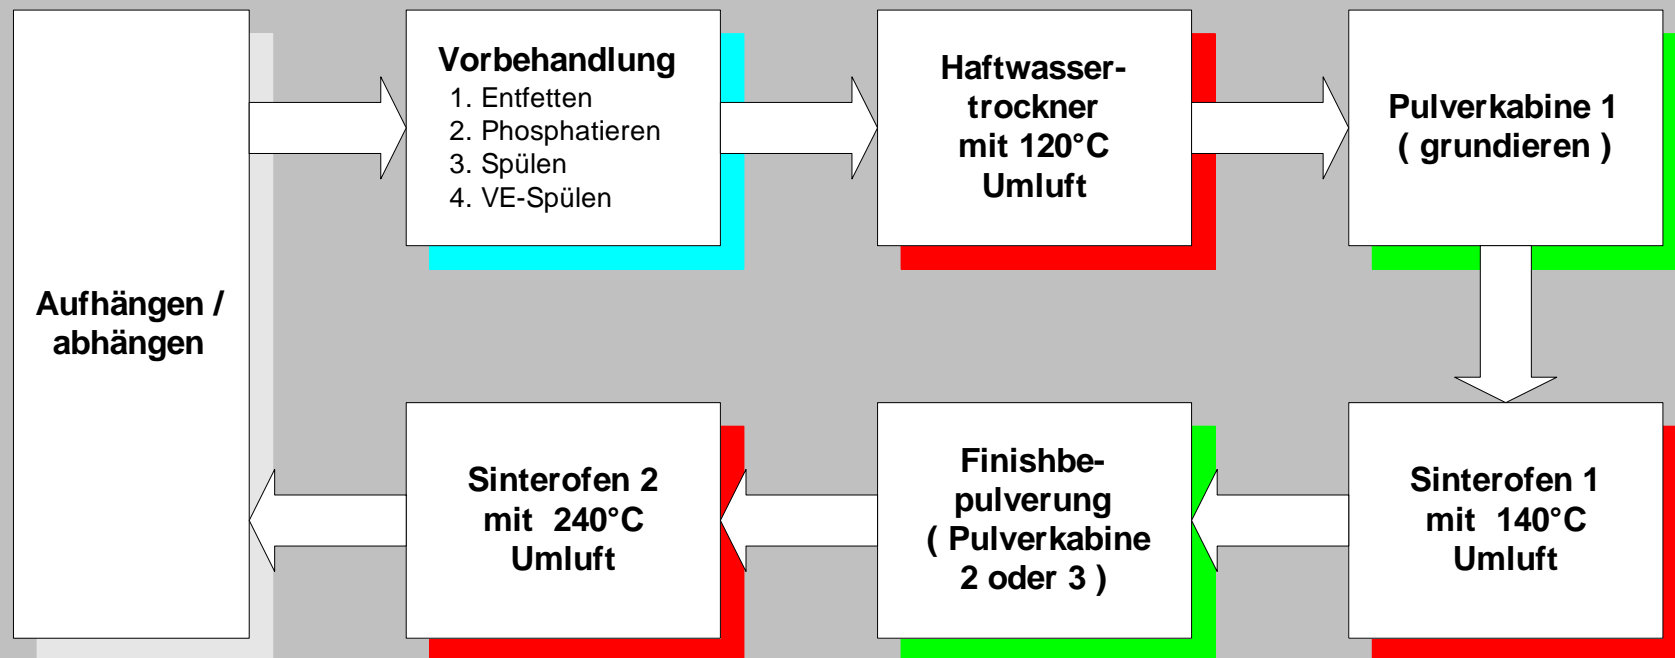 Aufhängen /
abhängen
Vorbehandlung
1. Entfetten
2. Phosphatieren
3. Spülen
4. VE-Spülen
Haftwasser-
trockner
mit 120°C
Umluft
Pulverkabine 1
( grundieren )
Sinterofen 1
mit 140°C
Umluft
Finishbe-
pulverung
( Pulverkabine
2 oder 3 )
Sinterofen 2
mit 240°C
Umluft